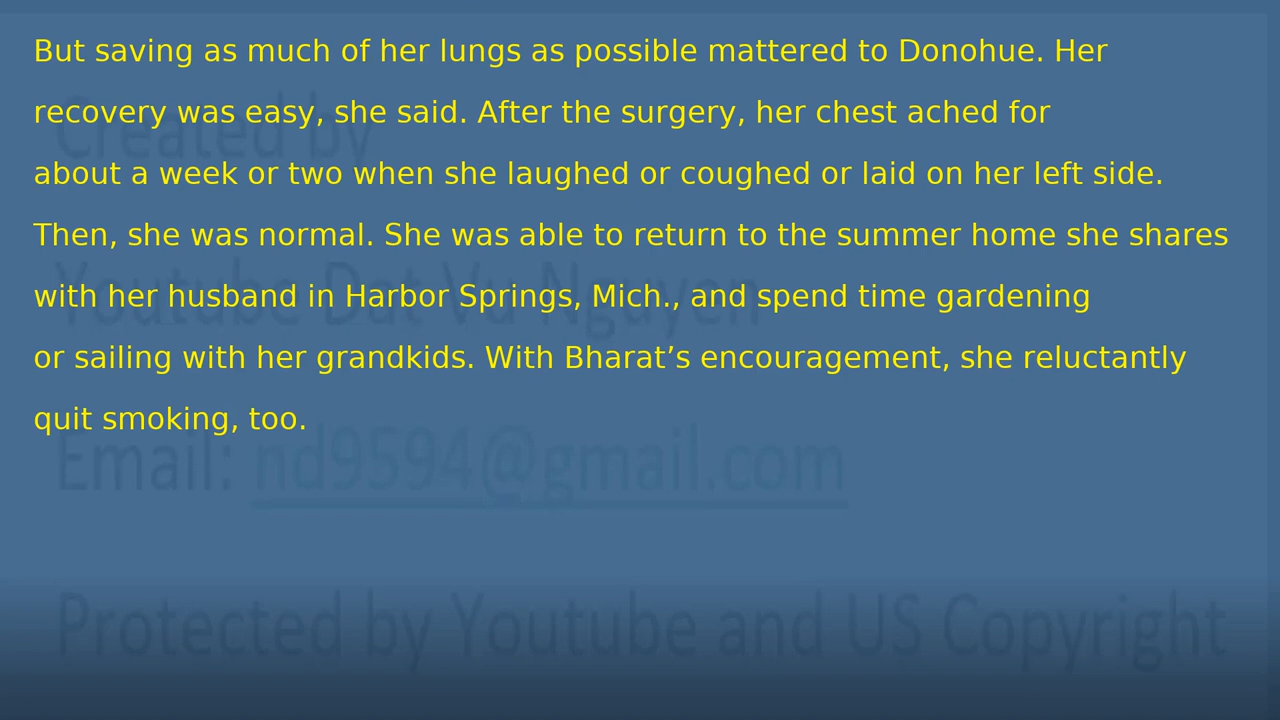 But saving as much of her lungs as possible mattered to Donohue. Her
recovery was easy, she said. After the surgery, her chest ached for
about a week or two when she laughed or coughed or laid on her left side.
Then, she was normal. She was able to return to the summer home she shares
with her husband in Harbor Springs, Mich., and spend time gardening
or sailing with her grandkids. With Bharat’s encouragement, she reluctantly
quit smoking, too.
Created by
Youtube Dat Vu Nguyen
Email: nd9594@gmail.com
Protected by Youtube and US Copyright